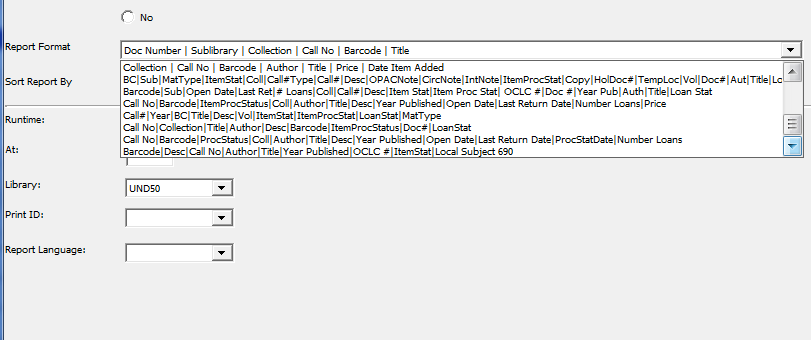 No
Report Format
Doc Number | Sublibrary | Collection | Call No | Barcode | Title
Collection | Call No | Barcode | Author | Title | Price | Date Item Added
BC|Sub|MatType|ItemStat|Coll|Call#Type|Call#|Desc|OPACNote|CircNote|IntNote|ItemProcStat|Copy|HolDoc#|TempLoc|Vol|Doc#|Aut|Title|Lo
Sort Report By
Barcode|Sub|Open Date|Last Ret|# Loans|Coll|Call#|Desc|Item Stat|Item Proc Stat| OCLC #|Doc #|Year Pub|Auth|Title|Loan Stat
Call No|Barcode|ItemProcStatus|Coll|Author|Title|Desc|Year Published|Open Date|Last Return Date|Number Loans|Price
Runtime:
Call#|Year|BC|Title|Desc|Vol|ItemStat|ItemProcStat|LoanStat|MatType
Call No|Collection|Title|Author|Desc|Barcode|ItemProcStatus|Doc#|LoanStat
Call No|Barcode|ProcStatus|Coll|Author|Title|Desc|Year Published|Open Date|Last Return Date|ProcStatDate|Number Loans
At:
Barcode|Desc|Call No|Author|Title|Year Published|OCLC #|ItemStat|Local Subject 690
Library:
UND50
Print ID:
Report Language: